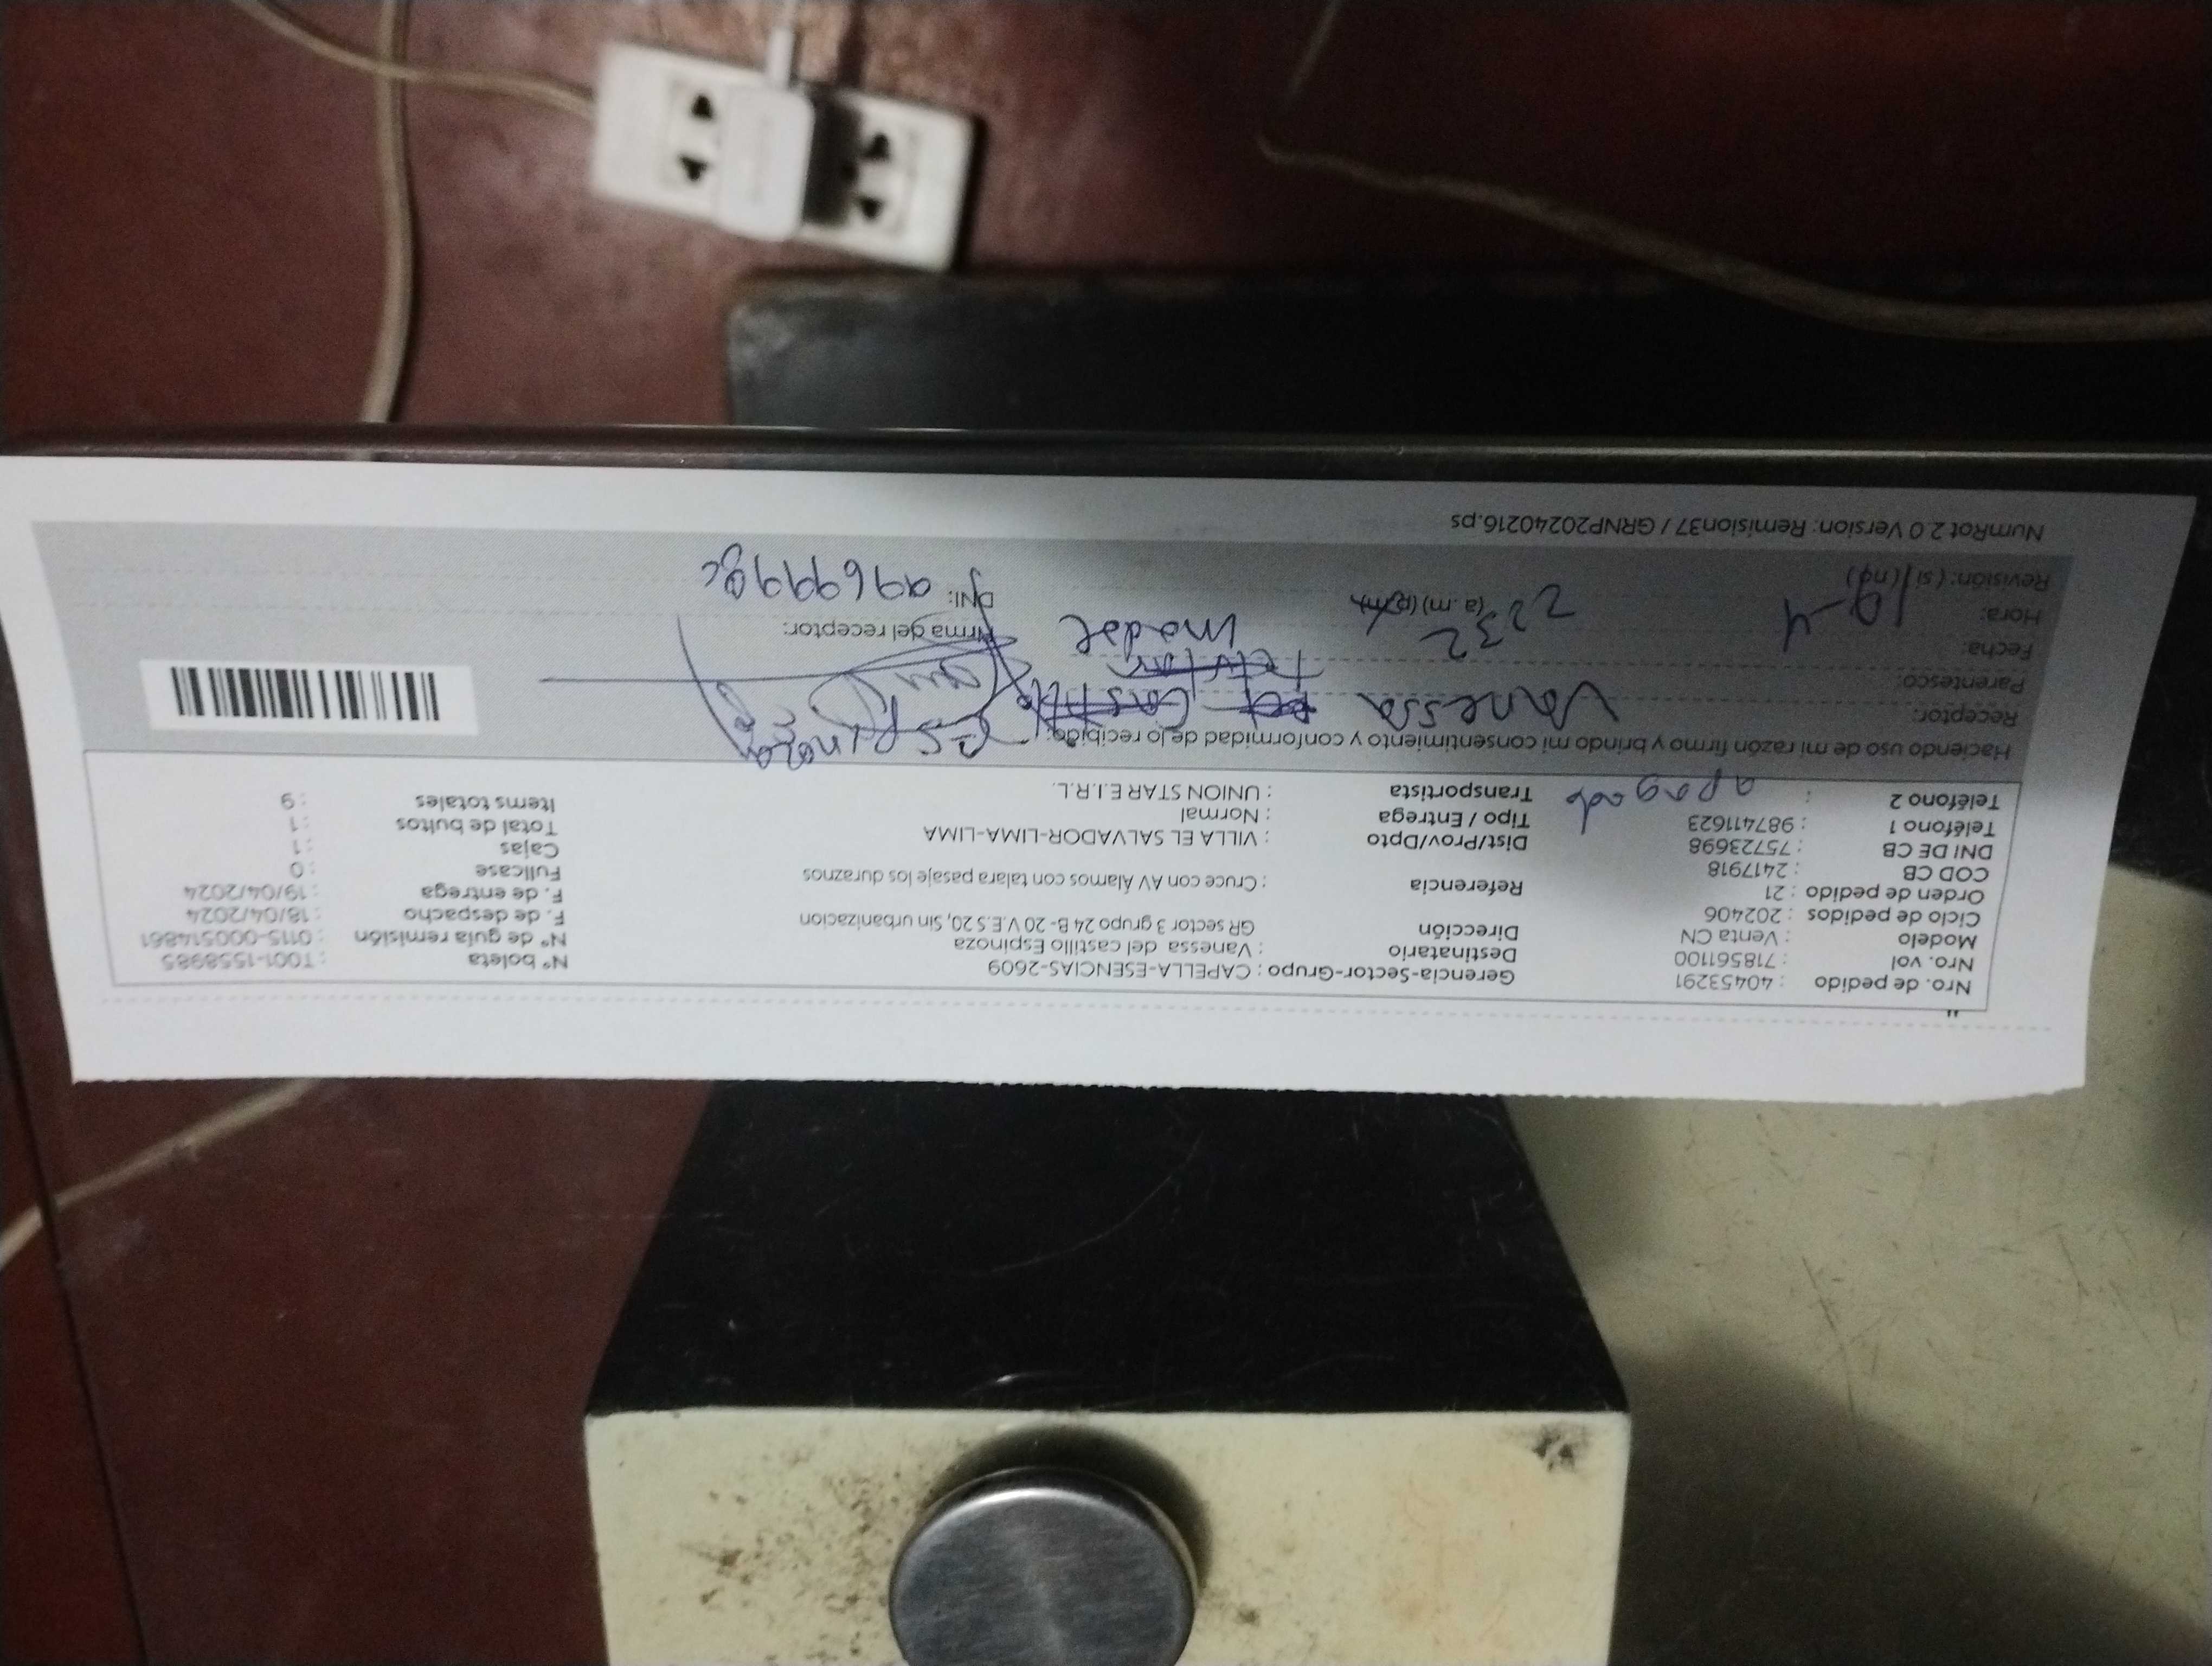 Nro. de pedido : 40453291 Gerencia-Sector-Grupo : CAPELLA-ESENCIAS-2609 N° boleta : T001-1558985
Nro. vol : 718561100 Destinatario : Vanessa del castillo Espinoza N° de guía remisión : 0115-000514861
Modelo : Venta CN Dirección GR sector 3 grupo 24 B- 20 V.E.S 20, Sin urbanizacion F. de despacho : 18/04/2024
Ciclo de pedidos : 202406 F. de entrega : 19/04/2024
Orden de pedido : 21 Referencia : Cruce con AV Álamos con talara pasaje los duraznos Fullcase : 0
COD CB : 2417918 Cajas : 1
DNI DE CB : 75723698 Dist/Prov/Dpto : VILLA EL SALVADOR-LIMA-LIMA Total de bultos : 1
Teléfono 1 : 987411623 Tipo / Entrega : Normal Items totales : 9
Teléfono 2 : apagado Transportista : UNION STAR E.I.R.L.
Haciendo uso de mi razón firmo y brindo mi consentimiento y conformidad de lo recibido:
Receptor: Vanessa Espinoza
Parentesco:
Fecha: 19-4 madre Firma del receptor:
Hora: 2232 (a.m) (p.m) DNI:
Revisión: (si) (no)
NumRot 2.0 Version: Remision37 / GRNP20240216.ps